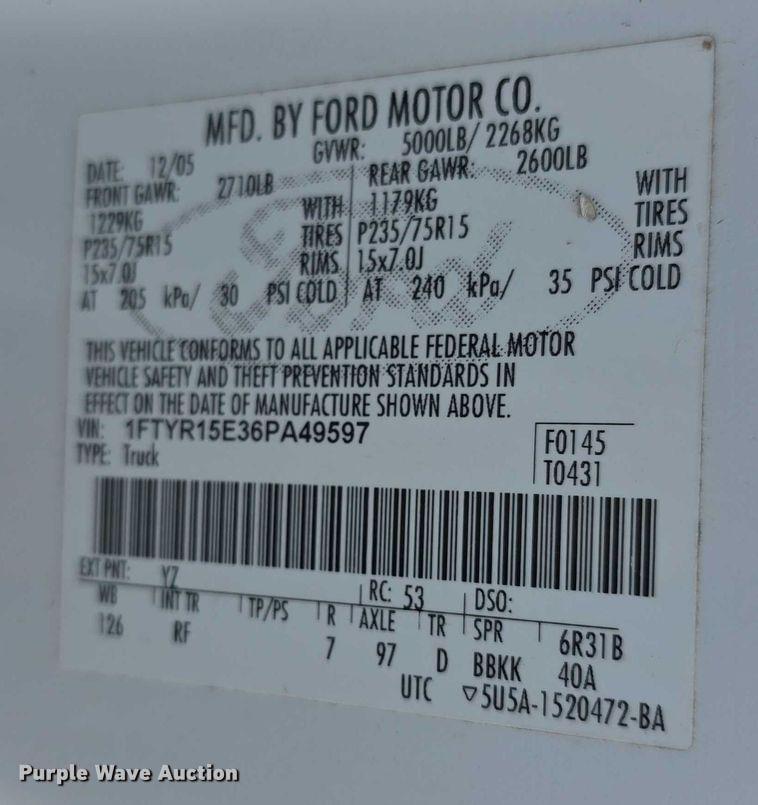 MFD. BY FORD MOTOR CO.
DATE: 12/05 GVWR: 5000LB/ 2268KG
FRONT GAWR: 2710LB REAR GAWR: 2600LB
1229KG WITH 1179KG WITH
P235/75R15 TIRES P235/75R15 TIRES
15x7.0J RIMS 15x7.0J RIMS
AT 205 kPa/ 30 PSI COLD AT 240 kPa/ 35 PSI COLD
Ford
THIS VEHICLE CONFORMS TO ALL APPLICABLE FEDERAL MOTOR
VEHICLE SAFETY AND THEFT PREVENTION STANDARDS IN
EFFECT ON THE DATE OF MANUFACTURE SHOWN ABOVE.
VIN: 1FTYR15E36PA49597 F0145
TYPE: Truck T0431
EXT PNT: YZ RC: 53 DSO:
WB INT TR TP/PS R AXLE TR SPR 6R31B
126 RF 7 97 D BBKK 40A
UTC ▽5U5A-1520472-BA
Purple Wave Auction